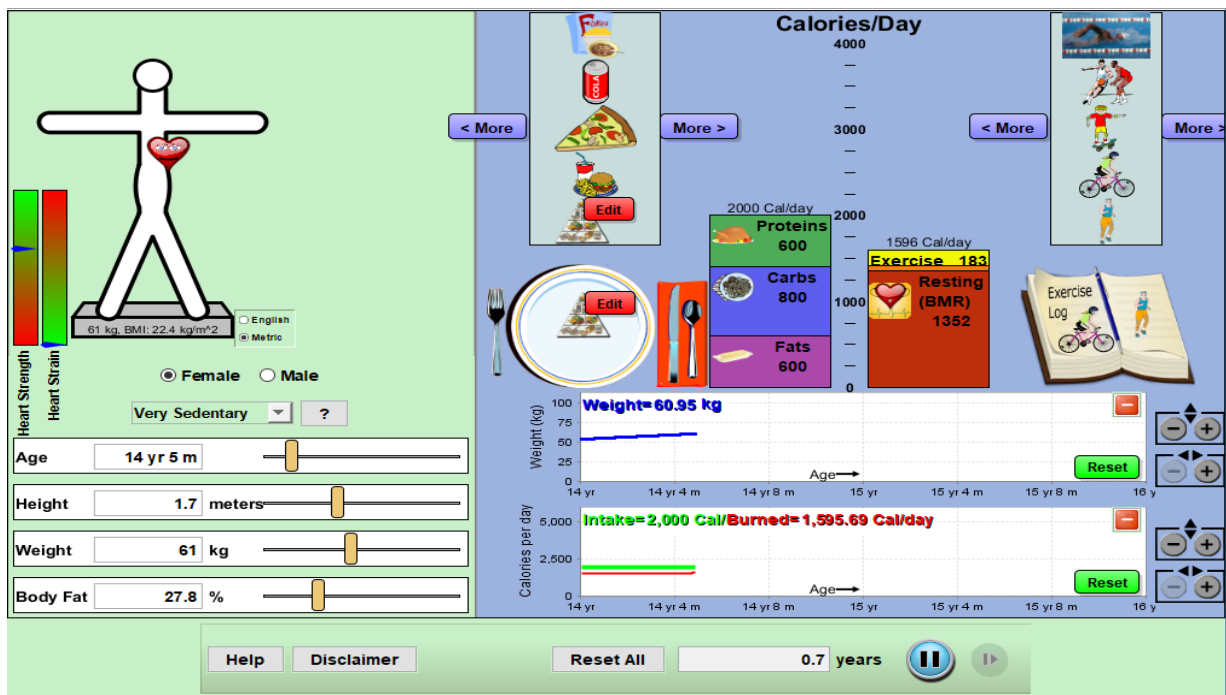 Calories/Day
4000
3000
2000
1000
0
Flakes
COLA
< More
More >
< More
More >
Edit
Edit
2000 Cal/day
Proteins
600
Carbs
800
Fats
600
1596 Cal/day
Exercise 183
Resting
(BMR)
1352
Exercise
Log
61 kg, BMI: 22.4 kg/m^2
English
Metric
Heart Strength
Heart Strain
Female
Male
Very Sedentary
?
Age 14 yr 5 m
Height 1.7 meters
Weight 61 kg
Body Fat 27.8 %
Weight (kg)
100
75
50
25
0
Weight=60.95 kg
Age
Reset
14 yr 14 yr 4 m 14 yr 8 m 15 yr 15 yr 4 m 15 yr 8 m 16 y
Calories per day
5,000
2,500
0
Intake=2,000 Cal/Burned=1,595.69 Cal/day
Age
Reset
14 yr 14 yr 4 m 14 yr 8 m 15 yr 15 yr 4 m 15 yr 8 m 16 y
Help
Disclaimer
Reset All
0.7 years